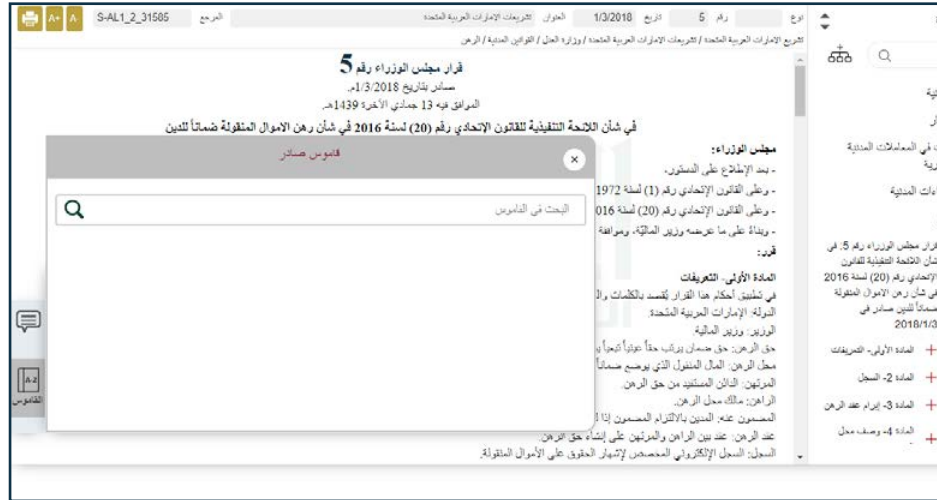 نوع
رقم 5 تاريخ 1/3/2018 العنوان تشريعات الامارات العربية المتحدة المرجع S-AL1_2_31585 A+ A-
تشريع الإمارات العربية المتحدة / تشريعات الإمارات العربية المتحدة / وزارة العدل / القوانين المدنية / الرهن
قرار مجلس الوزراء رقم 5
صادر بتاريخ 1/3/2018م.
الموافق فيه 13 جمادي الآخرة 1439هـ.
في شأن اللائحة التنفيذية للقانون الإتحادي رقم (20) لسنة 2016 في شأن رهن الاموال المنقولة ضماناً للدين
مجلس الوزراء:
- بعد الإطلاع على الدستور،
- وعلى القانون الإتحادي رقم (1) لسنة 1972
- وعلى القانون الإتحادي رقم (20) لسنة 016
- وبناءً على ما عرضه وزير الماليّة، وموافقة
قرر:
المادة الأولى- التعريفات
في تطبيق أحكام هذا القرار يُقصد بالكلمات وال
الدولة: الإمارات العربية المتحدة.
الوزير: وزير المالية.
حق الرهن: حق ضمان يرتب حقاً عينياً تبعياً
محل الرهن: المال المنقول الذي يوضع ضماناً
المرتهن: الدائن المستفيد من حق الرهن.
الراهن: مالك محل الرهن.
المضمون عنه: المدين بالالتزام المضمون إذا
عقد الرهن: عقد بين الراهن والمرتهن على إنشاء حق الرهن.
السجل: السجل الإلكتروني المخصص لإشهار الحقوق على الأموال المنقولة.
قاموس صادر
البحث في القاموس
A-Z
القاموس
في المعاملات المدنية
المدنية
قرار مجلس الوزراء رقم 5: في
شأن اللائحة التنفيذية للقانون
الإتحادي رقم (20) لسنة 2016
في شأن رهن الاموال المنقولة
ضماناً للدين صادر في
2018/1/3
المادة الأولى- التعريفات
المادة 2- السجل
المادة 3- إبرام عقد الرهن
المادة 4- وصف محل